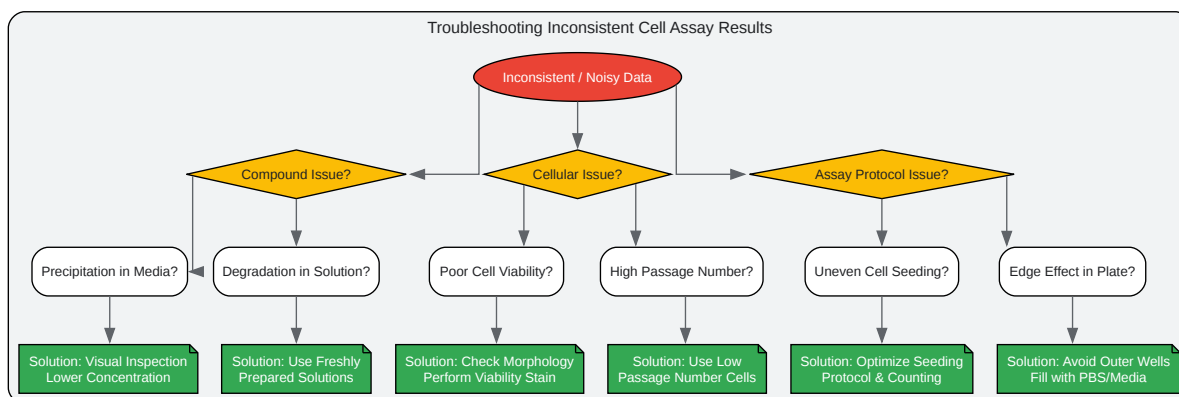 Troubleshooting Inconsistent Cell Assay Results
Inconsistent / Noisy Data
Compound Issue?
Cellular Issue?
Assay Protocol Issue?
Precipitation in Media?
Degradation in Solution?
Poor Cell Viability?
High Passage Number?
Uneven Cell Seeding?
Edge Effect in Plate?
Solution: Visual Inspection
Lower Concentration
Solution: Use Freshly
Prepared Solutions
Solution: Check Morphology
Perform Viability Stain
Solution: Use Low
Passage Number Cells
Solution: Optimize Seeding
Protocol & Counting
Solution: Avoid Outer Wells
Fill with PBS/Media